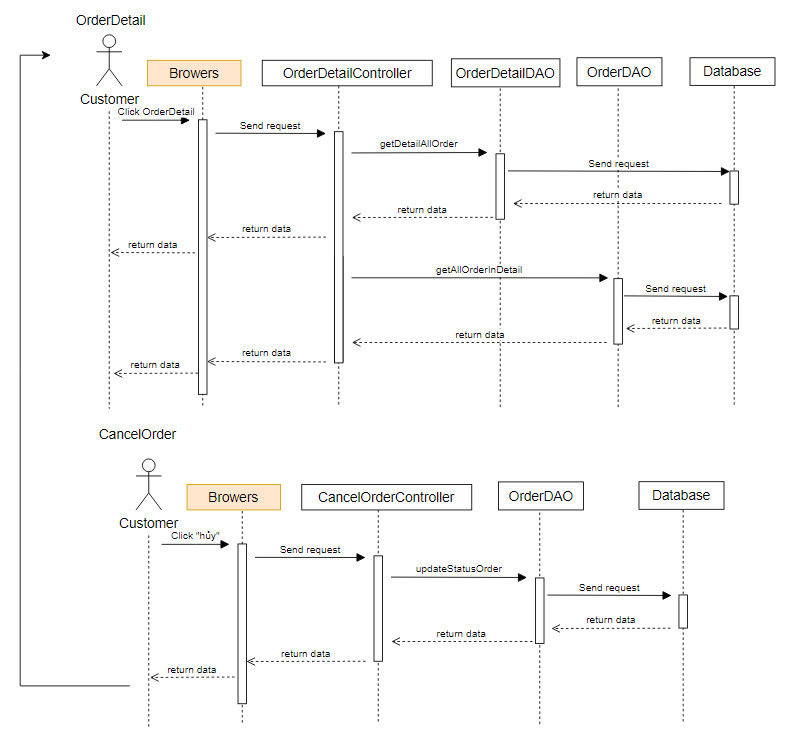 OrderDetail
Customer
Browers
OrderDetailController
OrderDetailDAO
OrderDAO
Database
Click OrderDetail
Send request
getDetailAllOrder
Send request
return data
return data
return data
return data
getAllOrderInDetail
Send request
return data
return data
return data
return data
CancelOrder
Customer
Browers
CancelOrderController
OrderDAO
Database
Click "hủy"
Send request
updateStatusOrder
Send request
return data
return data
return data
return data